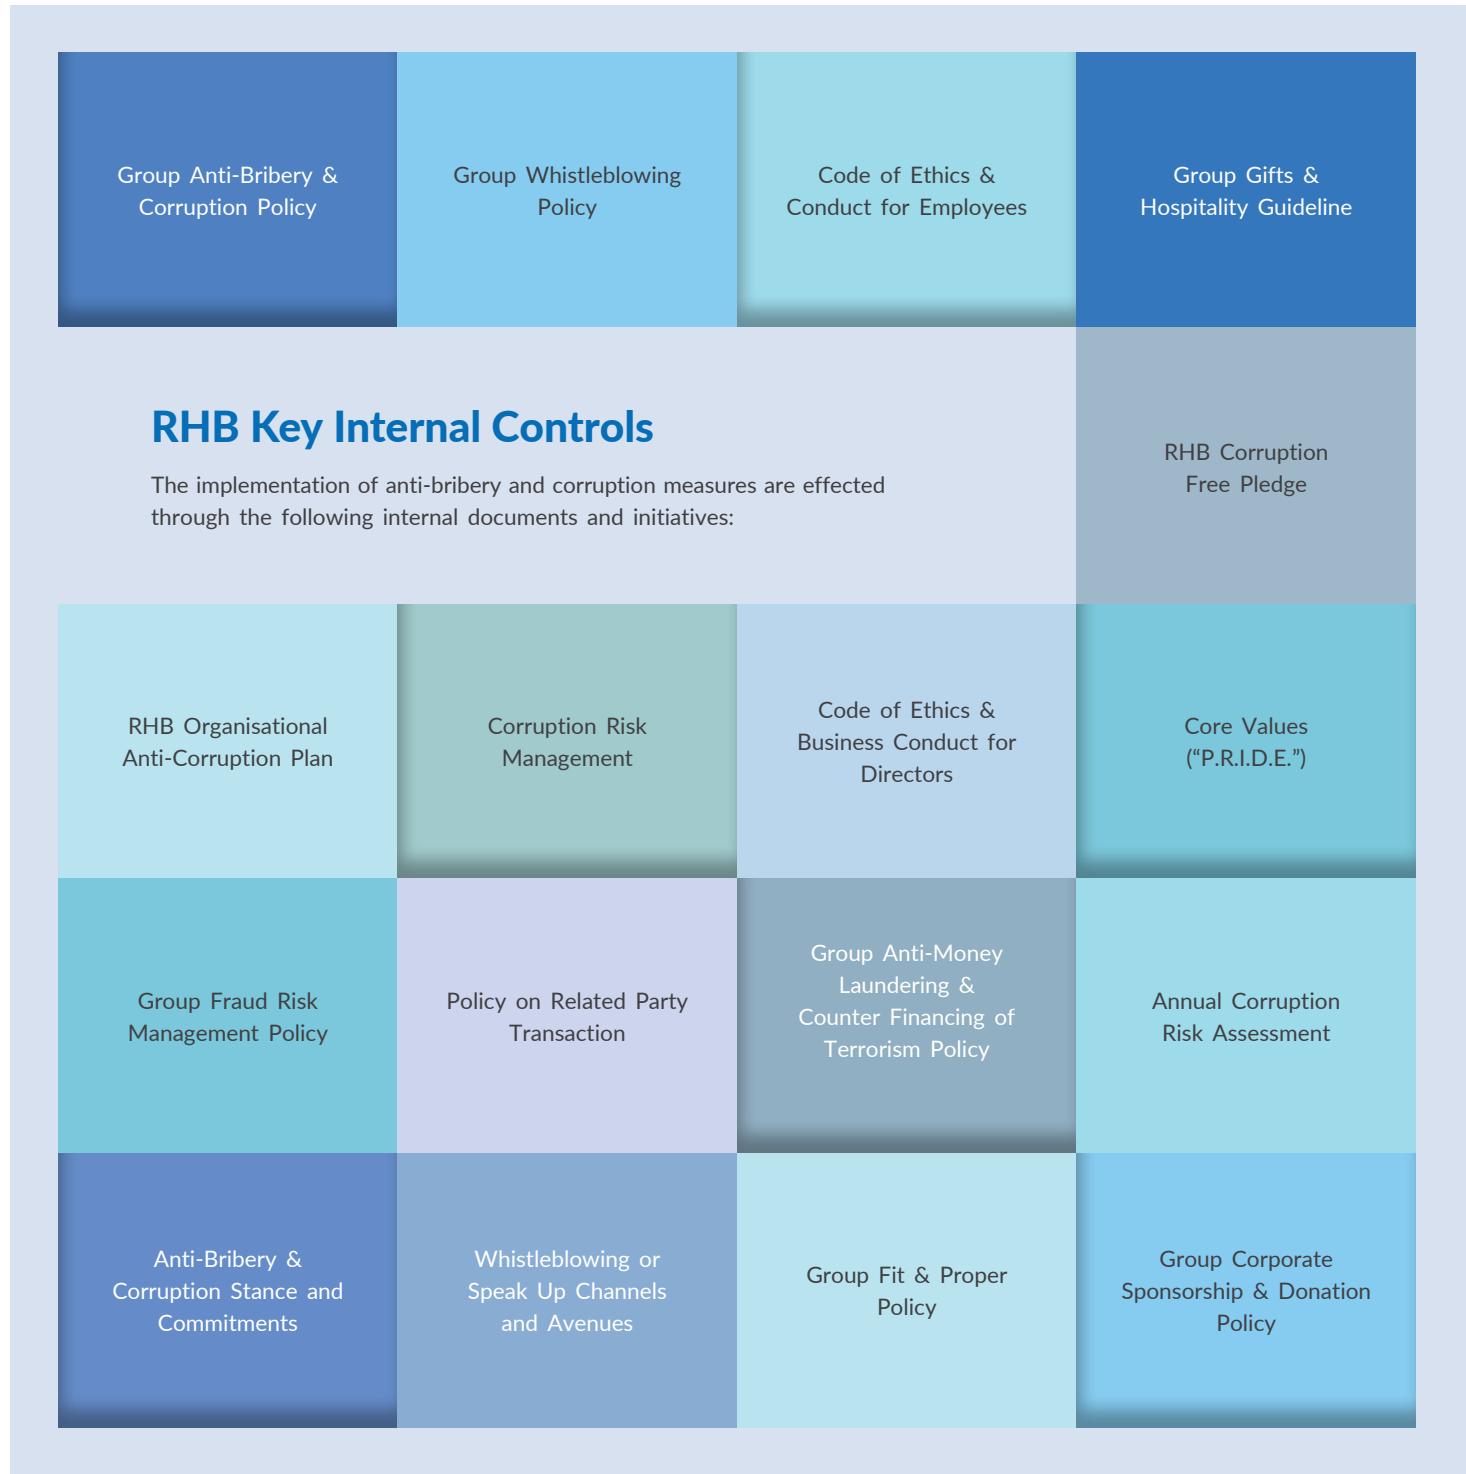 Group Anti-Bribery &
Corruption Policy
Group Whistleblowing
Policy
Code of Ethics &
Conduct for Employees
Group Gifts &
Hospitality Guideline
RHB Key Internal Controls
The implementation of anti-bribery and corruption measures are effected
through the following internal documents and initiatives:
RHB Corruption
Free Pledge
RHB Organisational
Anti-Corruption Plan
Corruption Risk
Management
Code of Ethics &
Business Conduct for
Directors
Core Values
(“P.R.I.D.E.”)
Group Fraud Risk
Management Policy
Policy on Related Party
Transaction
Group Anti-Money
Laundering &
Counter Financing of
Terrorism Policy
Annual Corruption
Risk Assessment
Anti-Bribery &
Corruption Stance and
Commitments
Whistleblowing or
Speak Up Channels
and Avenues
Group Fit & Proper
Policy
Group Corporate
Sponsorship & Donation
Policy